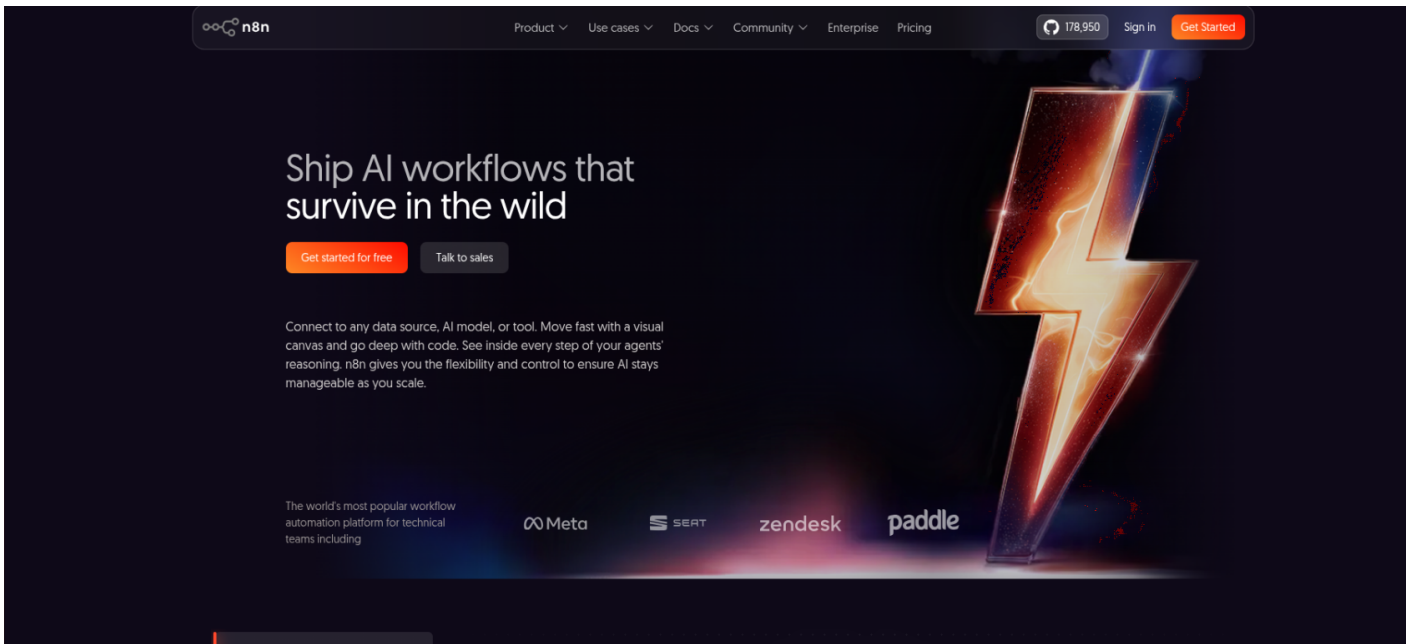 n8n
Product
Use cases
Docs
Community
Enterprise
Pricing
178,950
Sign in
Get Started
Ship AI workflows that
survive in the wild
Get started for free
Talk to sales
Connect to any data source, AI model, or tool. Move fast with a visual
canvas and go deep with code. See inside every step of your agents'
reasoning. n8n gives you the flexibility and control to ensure AI stays
manageable as you scale.
The world's most popular workflow
automation platform for technical
teams including
Meta
SEAT
zendesk
paddle